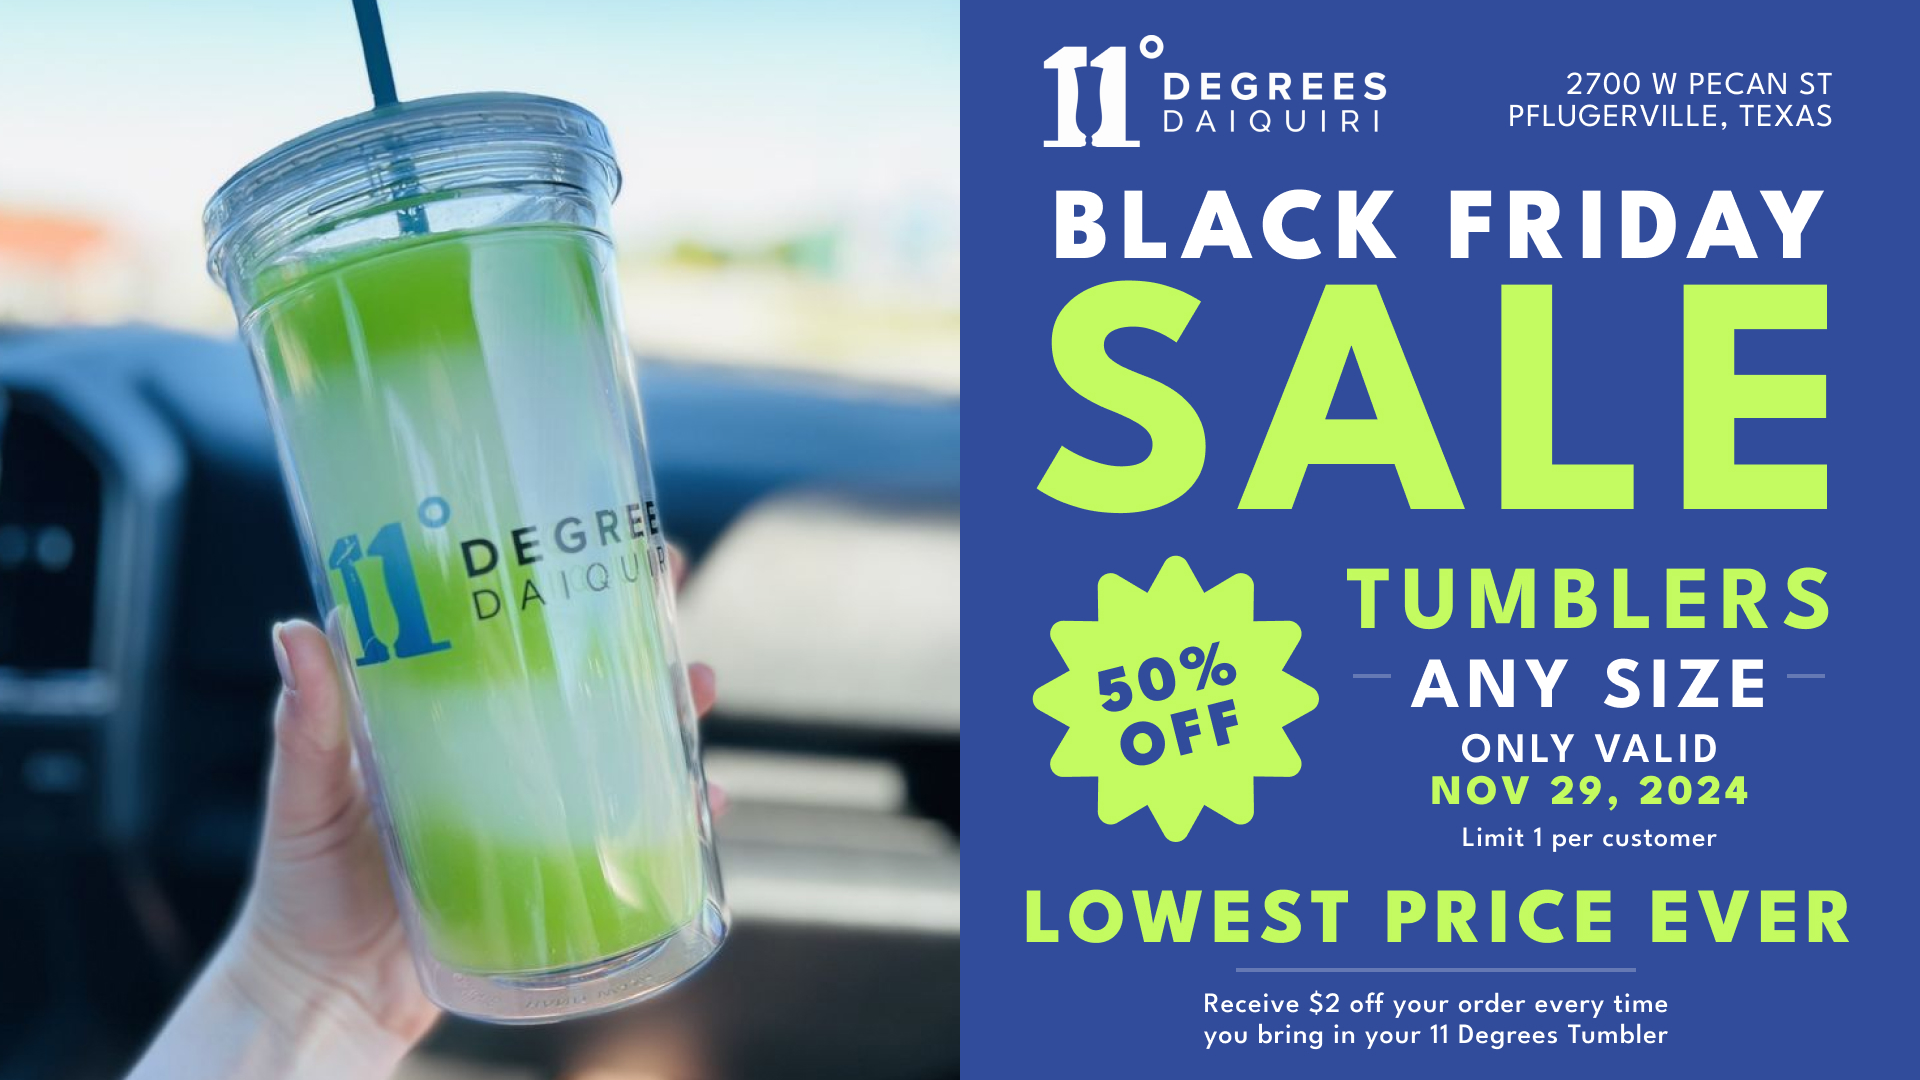 11° DEGREES
DAIQUIRI
2700 W PECAN ST
PFLUGERVILLE, TEXAS
BLACK FRIDAY
SALE
50%
OFF
TUMBLERS
ANY SIZE
ONLY VALID
NOV 29, 2024
Limit 1 per customer
LOWEST PRICE EVER
Receive $2 off your order every time
you bring in your 11 Degrees Tumbler
11° DEGREE
DAIQUIR